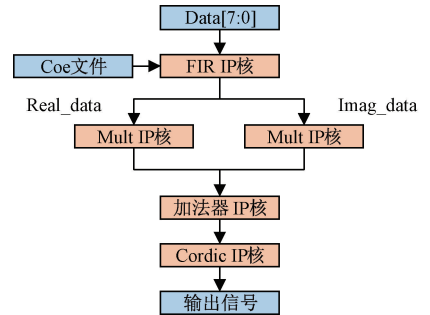 Data[7:0]
Coe文件
FIR IP核
Real_data
Imag_data
Mult IP核
Mult IP核
加法器 IP核
Cordic IP核
输出信号